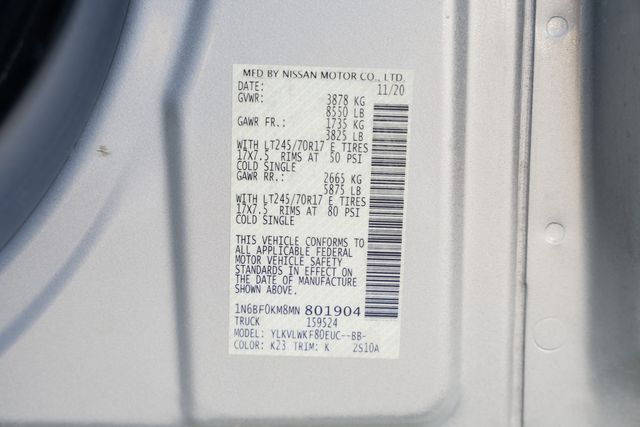 MFD BY NISSAN MOTOR CO., LTD.
DATE: 11/20
GVWR: 3878 KG
8550 LB
GAWR FR.: 1735 KG
3825 LB
WITH LT245/70R17 E TIRES
17X7.5 RIMS AT 50 PSI
COLD SINGLE
GAWR RR.: 2665 KG
5875 LB
WITH LT245/70R17 E TIRES
17X7.5 RIMS AT 80 PSI
COLD SINGLE
THIS VEHICLE CONFORMS TO
ALL APPLICABLE FEDERAL
MOTOR VEHICLE SAFETY
STANDARDS IN EFFECT ON
THE DATE OF MANUFACTURE
SHOWN ABOVE.
1N6BF0KM8MN 801904
TRUCK 159524
MODEL: YLKVLWKF80EUC--BB-
COLOR: K23 TRIM: K 2S10A